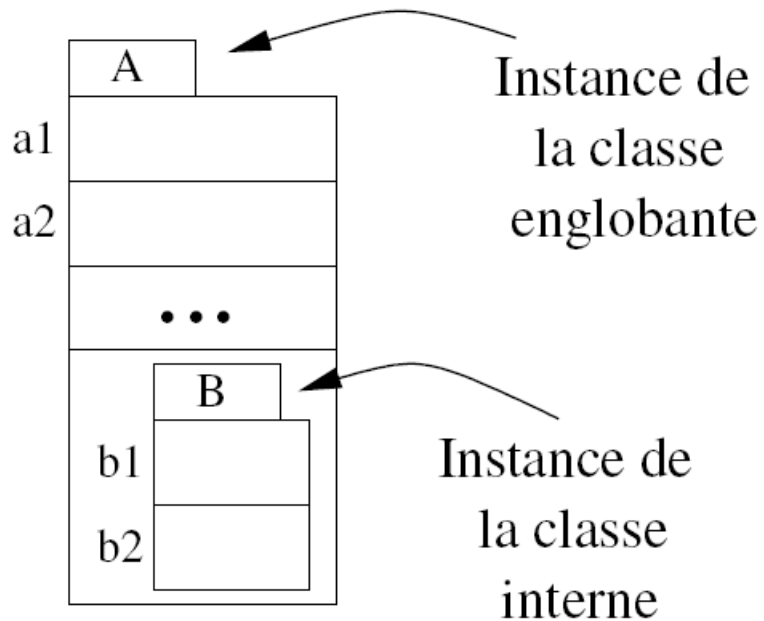 A
Instance de
la classe
englobante
a1
a2
...
B
b1
b2
Instance de
la classe
interne